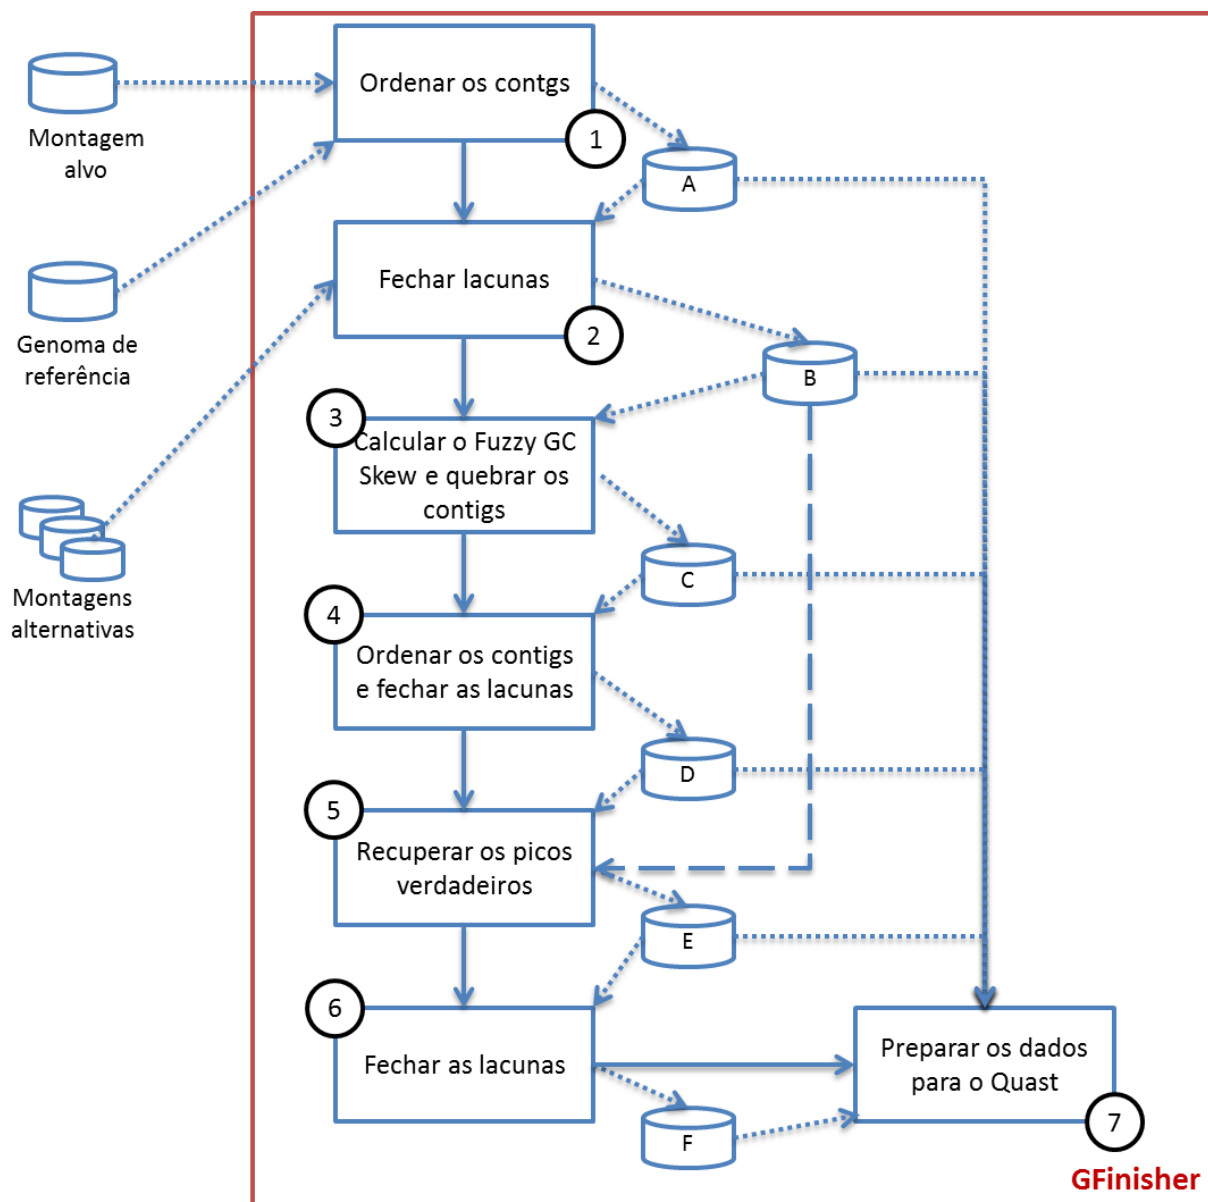 Ordenar os contgs
1
Montagem
alvo
A
Fechar lacunas
2
Genoma de
referência
B
3
Calcular o Fuzzy GC
Skew e quebrar os
contigs
C
Montagens
alternativas
4
Ordenar os contigs
e fechar as lacunas
D
5
Recuperar os picos
verdadeiros
E
6
Fechar as lacunas
Preparar os dados
para o Quast
7
F
GFinisher